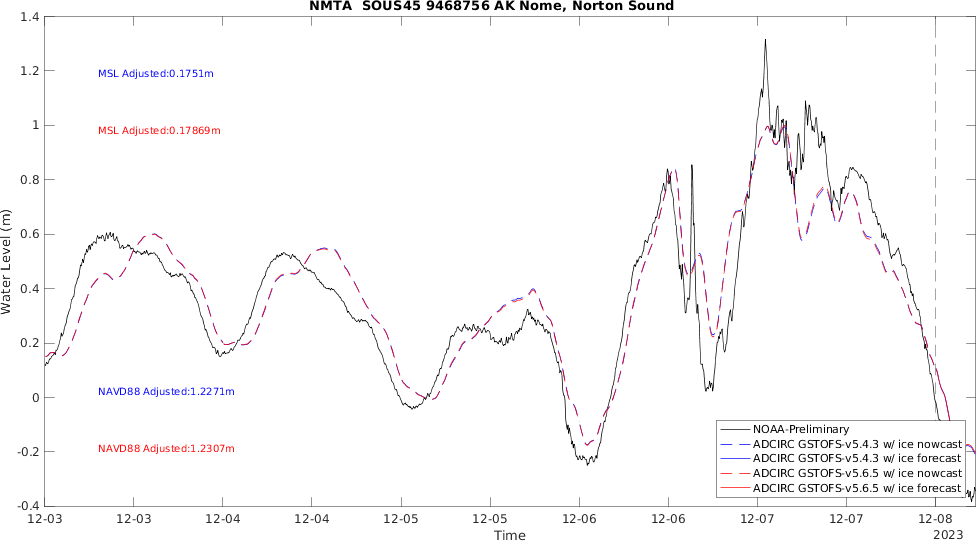 NMTA SOUS45 9468756 AK Nome, Norton Sound
1.4
1.2
1
0.8
0.6
0.4
0.2
0
-0.2
-0.4
Water Level (m)
MSL Adjusted:0.1751m
MSL Adjusted:0.17869m
NAVD88 Adjusted:1.2271m
NAVD88 Adjusted:1.2307m
NOAA-Preliminary
ADCIRC GSTOFS-v5.4.3 w/ ice nowcast
ADCIRC GSTOFS-v5.4.3 w/ ice forecast
ADCIRC GSTOFS-v5.6.5 w/ ice nowcast
ADCIRC GSTOFS-v5.6.5 w/ ice forecast
12-03 12-03 12-04 12-04 12-05 12-05 12-06 12-06 12-07 12-07 12-08
2023
Time